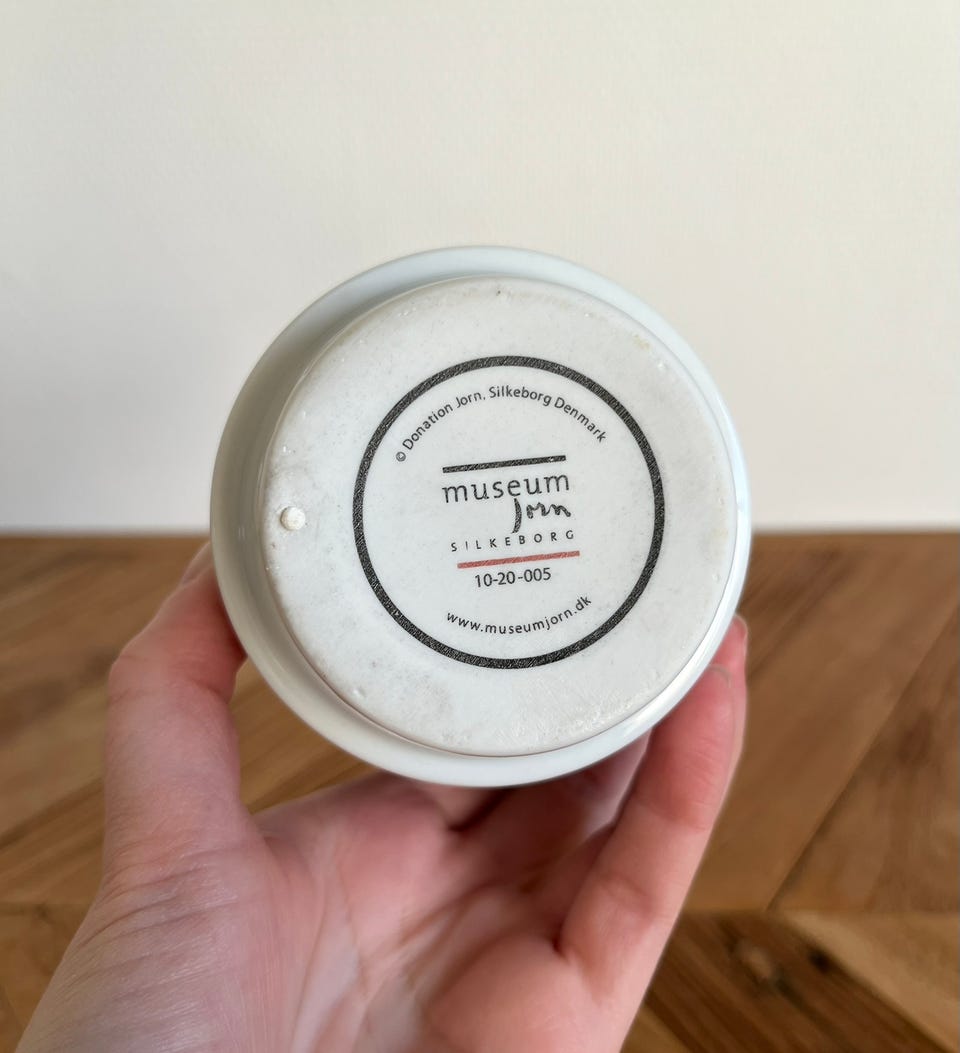 © Donation Jorn, Silkeborg Denmark
museum
Jorn
SILKEBORG
10-20-005
www.museumjorn.dk